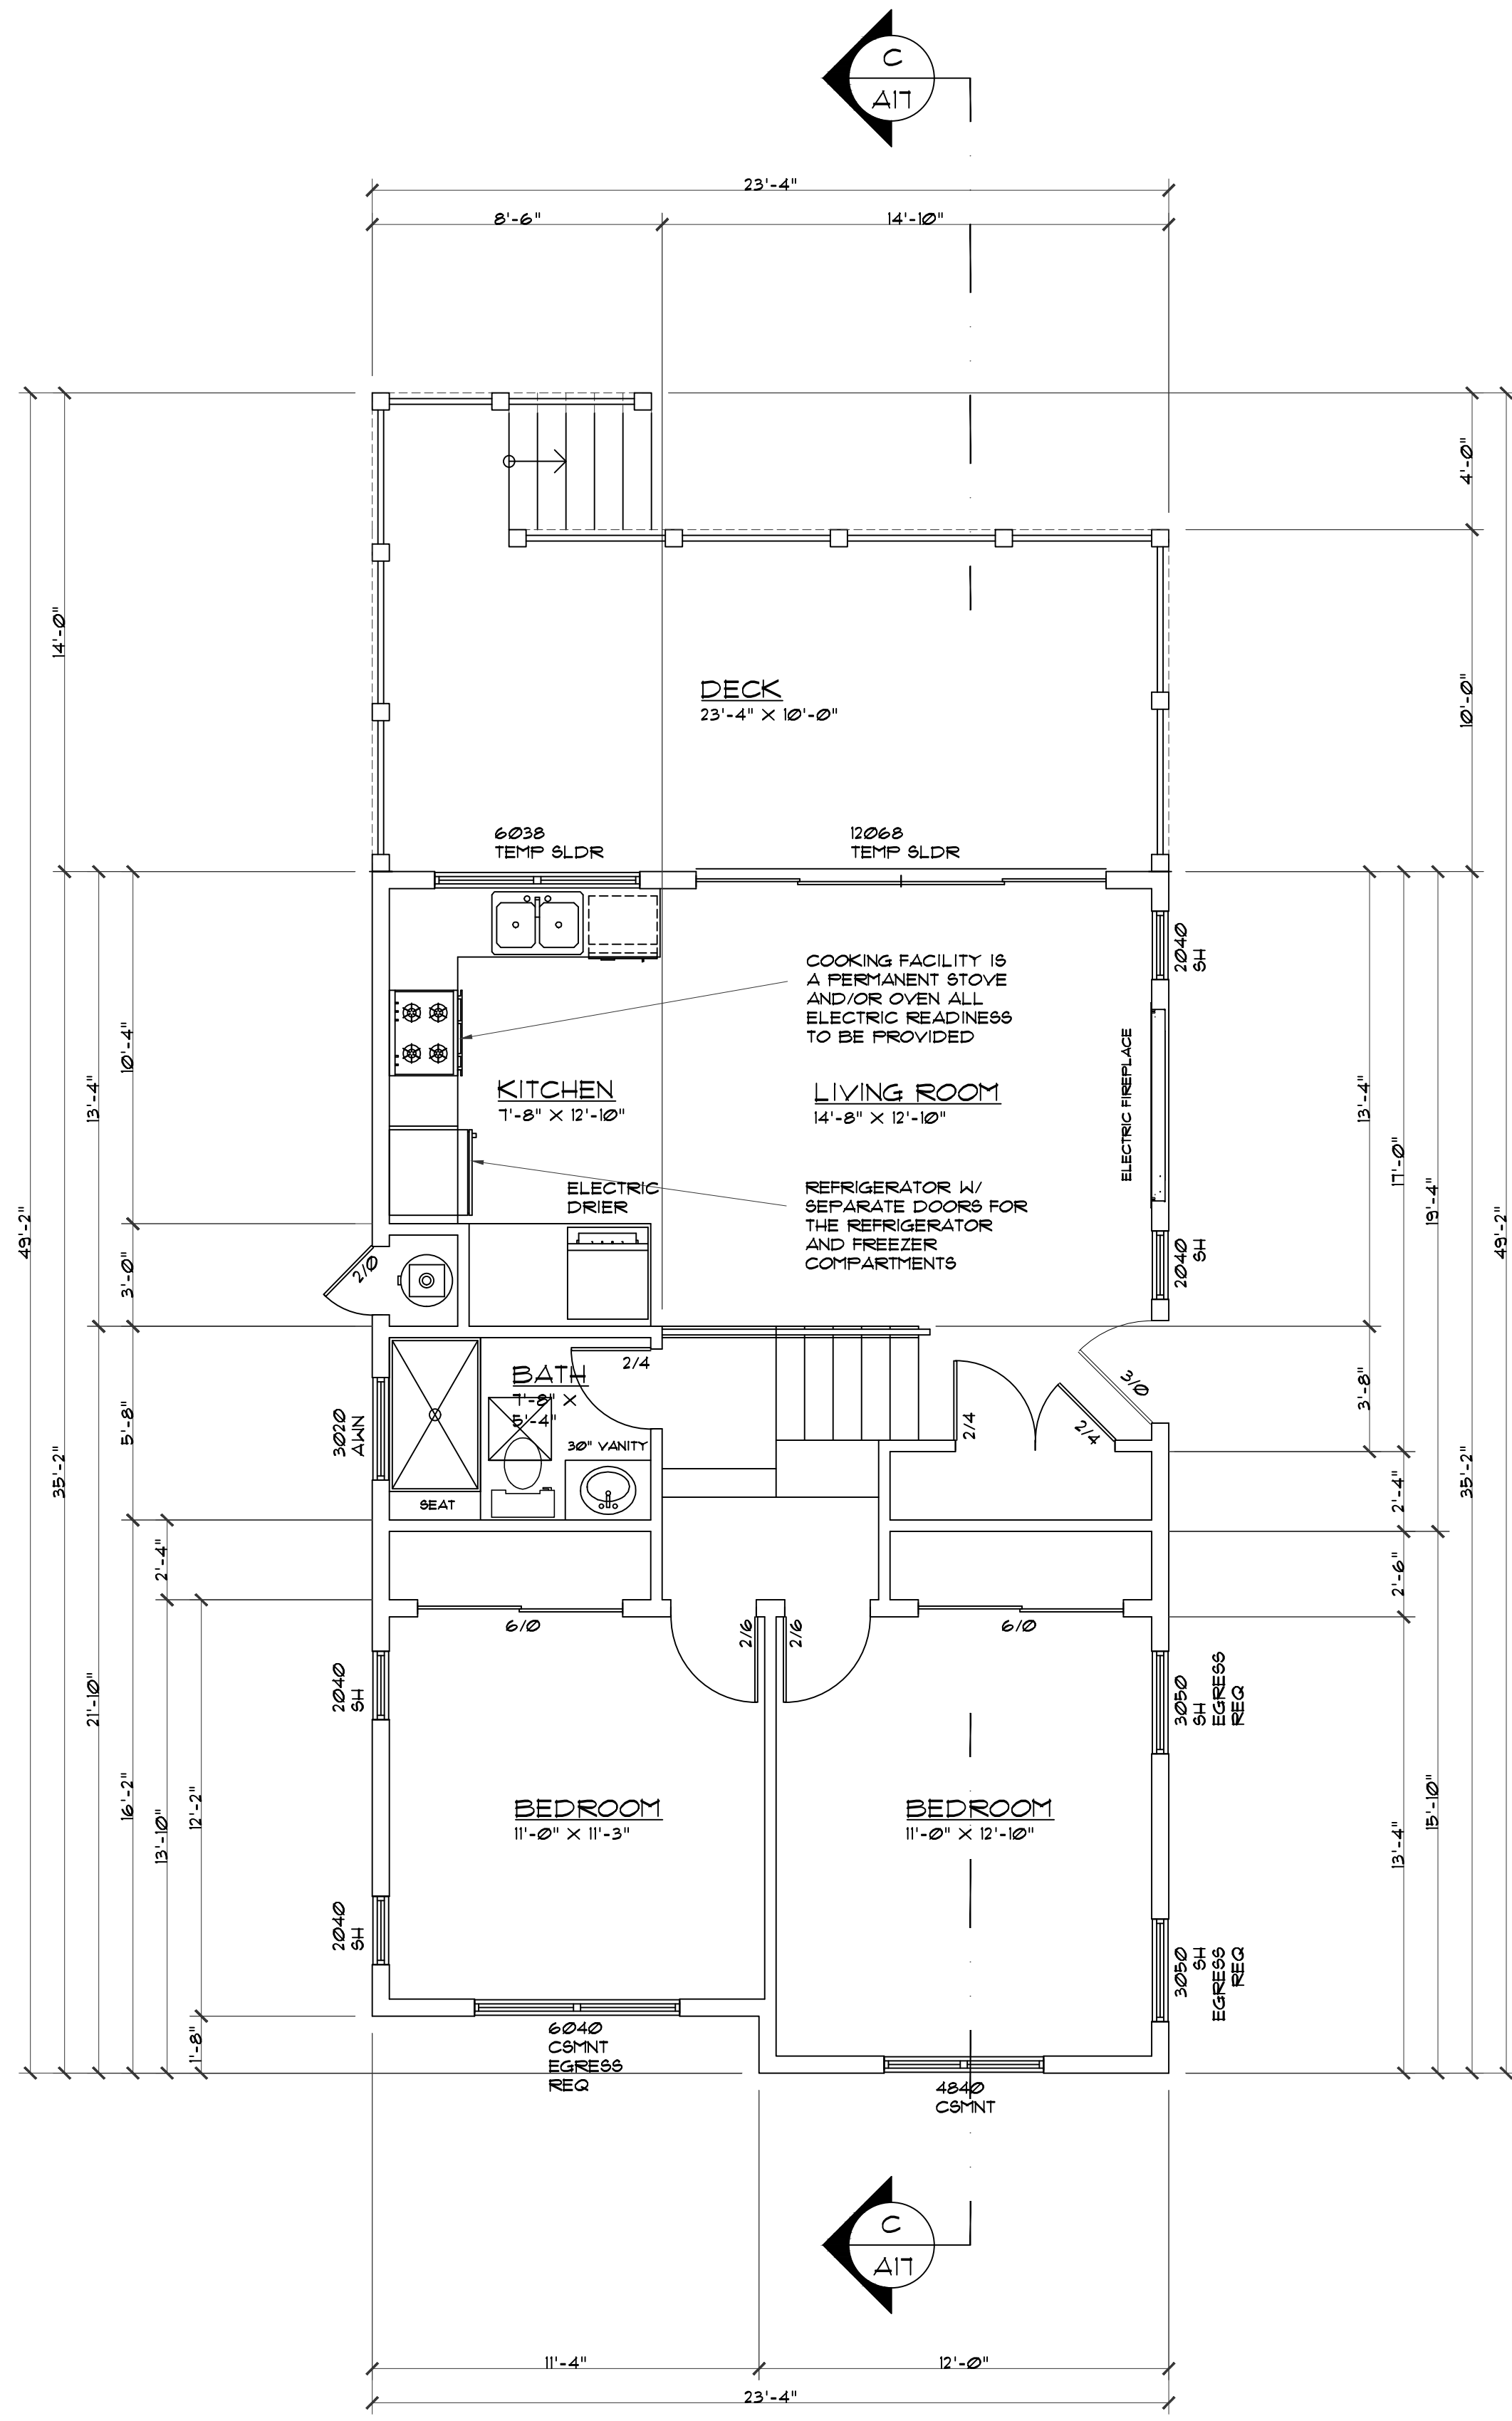 C
A17
23'-4"
8'-6"
14'-10"
4'-0"
14'-0"
10'-0"
DECK
23'-4" X 10'-0"
6038
TEMP SLDR
12068
TEMP SLDR
2040
SH
COOKING FACILITY IS
A PERMANENT STOVE
AND/OR OVEN ALL
ELECTRIC READINESS
TO BE PROVIDED
10'-4"
13'-4"
KITCHEN
7'-8" X 12'-10"
LIVING ROOM
14'-8" X 12'-10"
ELECTRIC FIREPLACE
13'-4"
17'-0"
19'-4"
49'-2"
49'-2"
ELECTRIC
DRIER
REFRIGERATOR W/
SEPARATE DOORS FOR
THE REFRIGERATOR
AND FREEZER
COMPARTMENTS
2040
SH
3'-0"
2/0
BATH
7'-8" X
5'-4"
2/4
3/0
3'-8"
5'-8"
3020
AWN
30" VANITY
2/4
2/4
SEAT
35'-2"
35'-2"
2'-4"
2'-4"
2'-6"
6/0
2/6
2/6
6/0
2040
SH
3050
SH
EGRESS
REQ
21'-10"
16'-2"
13'-10"
12'-2"
BEDROOM
11'-0" X 11'-3"
BEDROOM
11'-0" X 12'-10"
13'-4"
15'-10"
2040
SH
3050
SH
EGRESS
REQ
1'-8"
6040
CSMNT
EGRESS
REQ
4840
CSMNT
C
A17
11'-4"
12'-0"
23'-4"